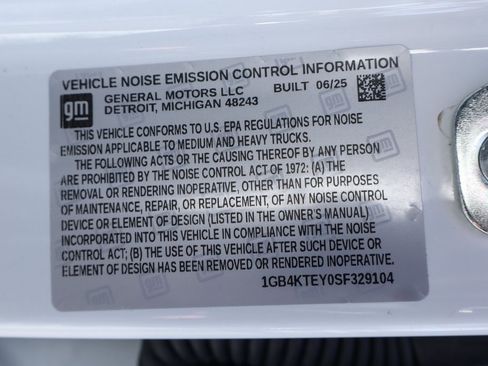 VEHICLE NOISE EMISSION CONTROL INFORMATION
gm GENERAL MOTORS LLC BUILT 06/25
DETROIT, MICHIGAN 48243
THIS VEHICLE CONFORMS TO U.S. EPA REGULATIONS FOR NOISE
EMISSION APPLICABLE TO MEDIUM AND HEAVY TRUCKS.
THE FOLLOWING ACTS OR THE CAUSING THEREOF BY ANY PERSON
ARE PROHIBITED BY THE NOISE CONTROL ACT OF 1972: (A) THE
REMOVAL OR RENDERING INOPERATIVE, OTHER THAN FOR PURPOSES
OF MAINTENANCE, REPAIR, OR REPLACEMENT, OF ANY NOISE CONTROL
DEVICE OR ELEMENT OF DESIGN (LISTED IN THE OWNER'S MANUAL)
INCORPORATED INTO THIS VEHICLE IN COMPLIANCE WITH THE NOISE
CONTROL ACT; (B) THE USE OF THIS VEHICLE AFTER SUCH DEVICE OR
ELEMENT OF DESIGN HAS BEEN REMOVED OR RENDERED INOPERATIVE.
1GB4KTEY0SF329104